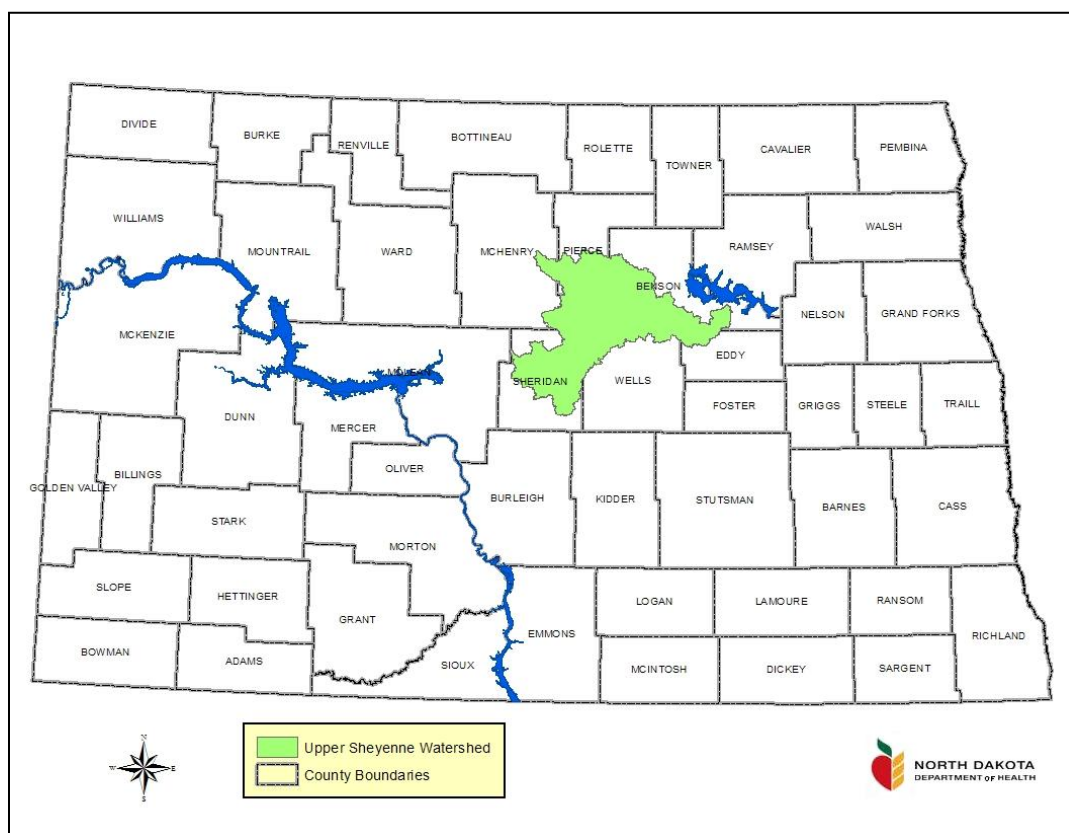 DIVIDE
BURKE
RENVILLE
BOTTINEAU
ROLETTE
TOWNER
CAVALIER
PEMBINA
WILLIAMS
MOUNTRAIL
WARD
MCHENRY
PIERCE
BENSON
RAMSEY
WALSH
MCKENZIE
NELSON
GRAND FORKS
DUNN
MCLEAN
SHERIDAN
WELLS
EDDY
FOSTER
GRIGGS
STEELE
TRAILL
GOLDEN VALLEY
BILLINGS
MERCER
OLIVER
BURLEIGH
KIDDER
STUTSMAN
BARNES
CASS
STARK
MORTON
SLOPE
HETTINGER
GRANT
LOGAN
LAMOURE
RANSOM
BOWMAN
ADAMS
SIOUX
EMMONS
MCINTOSH
DICKEY
SARGENT
RICHLAND
N
W
E
S
Upper Sheyenne Watershed
County Boundaries
NORTH DAKOTA
DEPARTMENT of HEALTH